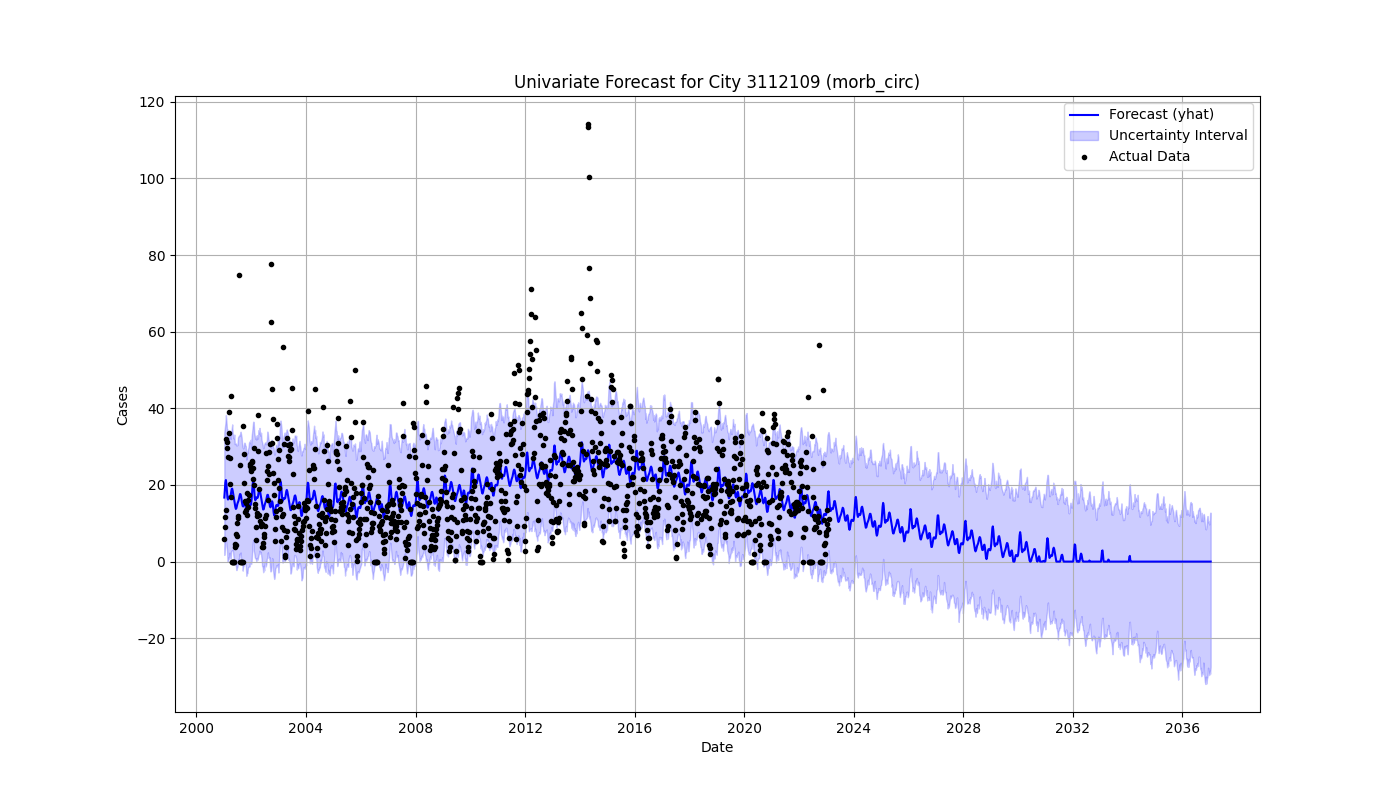 Univariate Forecast for City 3112109 (morb_circ)
Forecast (yhat)
Uncertainty Interval
Actual Data
Cases
120
100
80
60
40
20
0
−20
2000 2004 2008 2012 2016 2020 2024 2028 2032 2036
Date